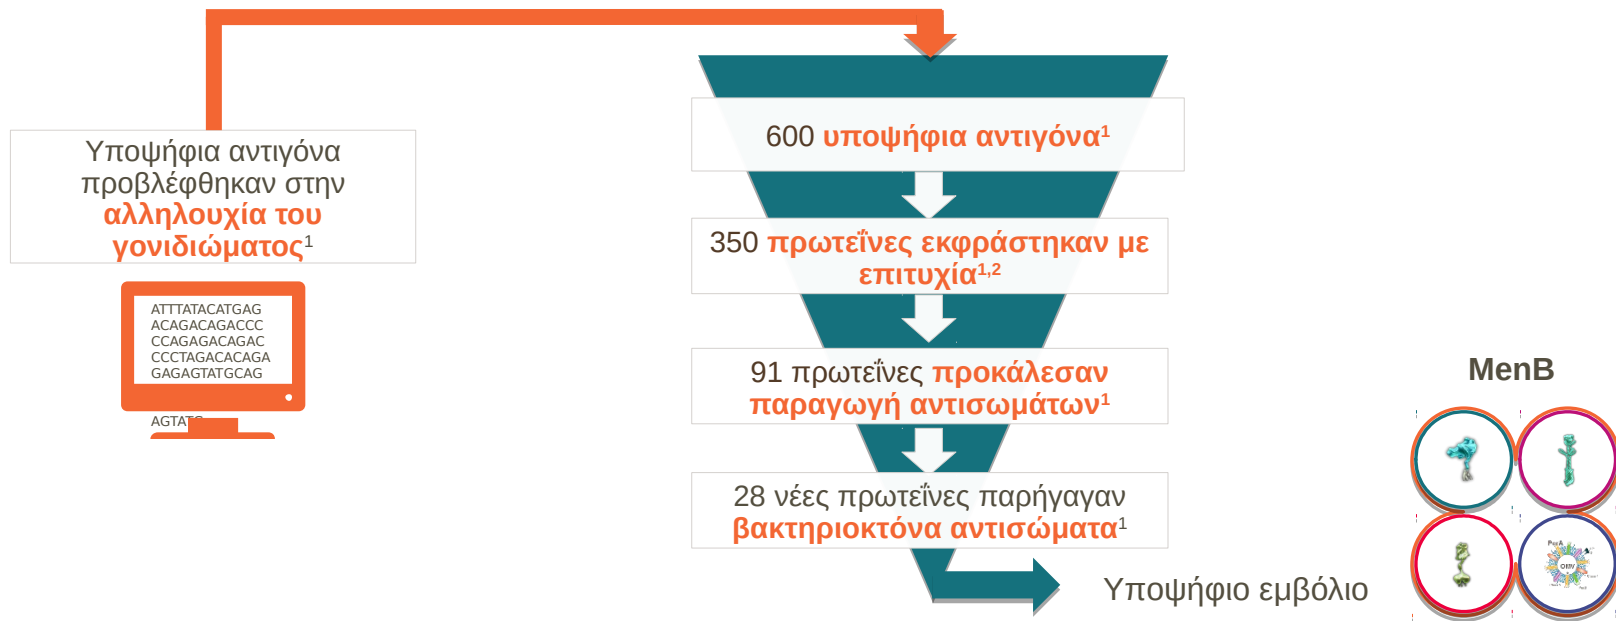 Υποψήφια αντιγόνα
προβλέφθηκαν στην
αλληλουχία του
γονιδιώματος¹
ATTTATACATGAG
ACAGACAGACCC
CCAGAGACAGAC
CCCTAGACACAGA
GAGAGTATGCAG
600 υποψήφια αντιγόνα¹
350 πρωτεΐνες εκφράστηκαν με
επιτυχία¹,²
91 πρωτεΐνες προκάλεσαν
παραγωγή αντισωμάτων¹
28 νέες πρωτεΐνες παρήγαγαν
βακτηριοκτόνα αντισώματα¹
Υποψήφιο εμβόλιο
MenB
PorA
OMV